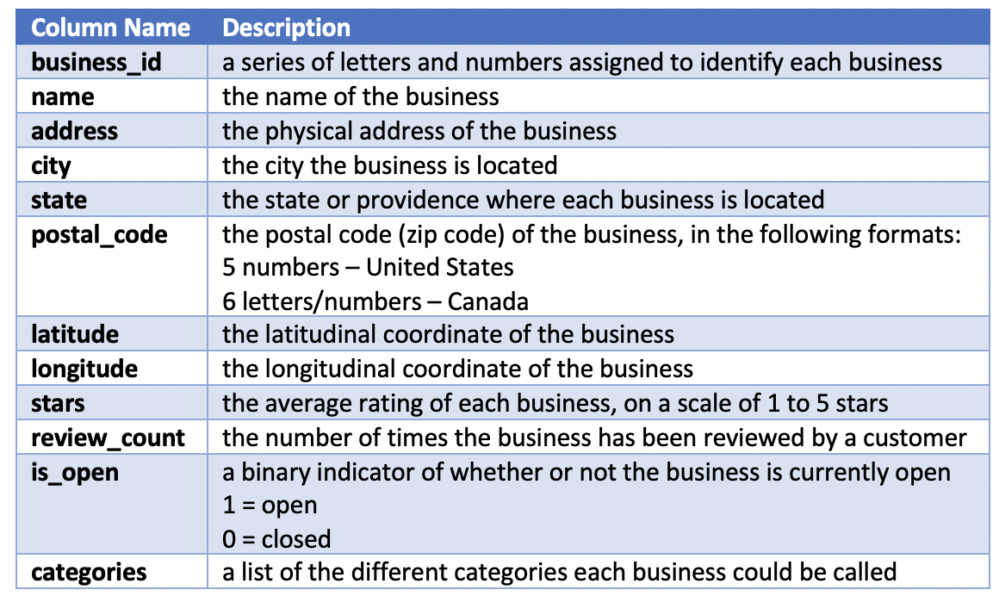 Column Name Description
business_id a series of letters and numbers assigned to identify each business
name the name of the business
address the physical address of the business
city the city the business is located
state the state or providence where each business is located
postal_code the postal code (zip code) of the business, in the following formats:
5 numbers – United States
6 letters/numbers – Canada
latitude the latitudinal coordinate of the business
longitude the longitudinal coordinate of the business
stars the average rating of each business, on a scale of 1 to 5 stars
review_count the number of times the business has been reviewed by a customer
is_open a binary indicator of whether or not the business is currently open
1 = open
0 = closed
categories a list of the different categories each business could be called